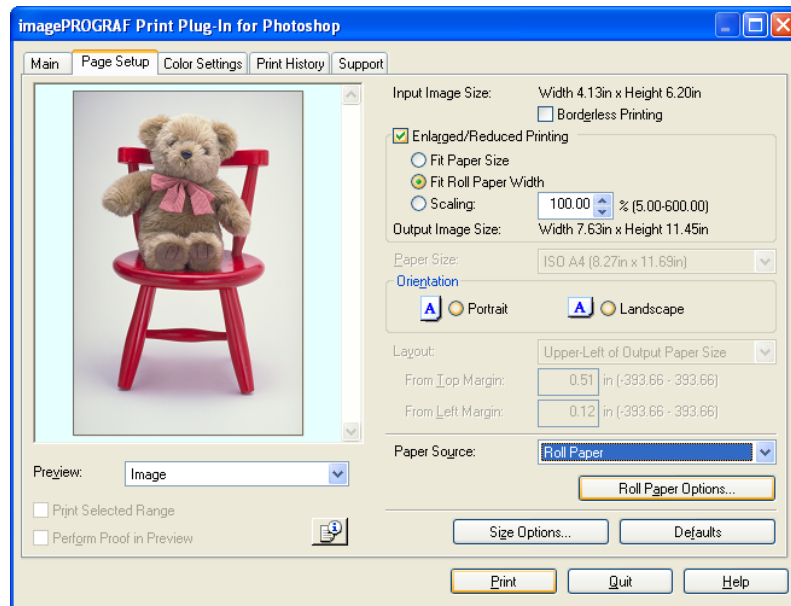 imagePROGRAF Print Plug-In for Photoshop
Main Page Setup Color Settings Print History Support
Input Image Size: Width 4.13in x Height 6.20in
Borderless Printing
Enlarged/Reduced Printing
Fit Paper Size
Fit Roll Paper Width
Scaling: 100.00 % (5.00-600.00)
Output Image Size: Width 7.63in x Height 11.45in
Paper Size: ISO A4 (8.27in x 11.69in)
Orientation
A Portrait A Landscape
Layout: Upper-Left of Output Paper Size
From Top Margin: 0.51 in (-393.66 - 393.66)
From Left Margin: 0.12 in (-393.66 - 393.66)
Paper Source: Roll Paper
Roll Paper Options...
Preview: Image
Print Selected Range
Perform Proof in Preview
Size Options... Defaults
Print Quit Help